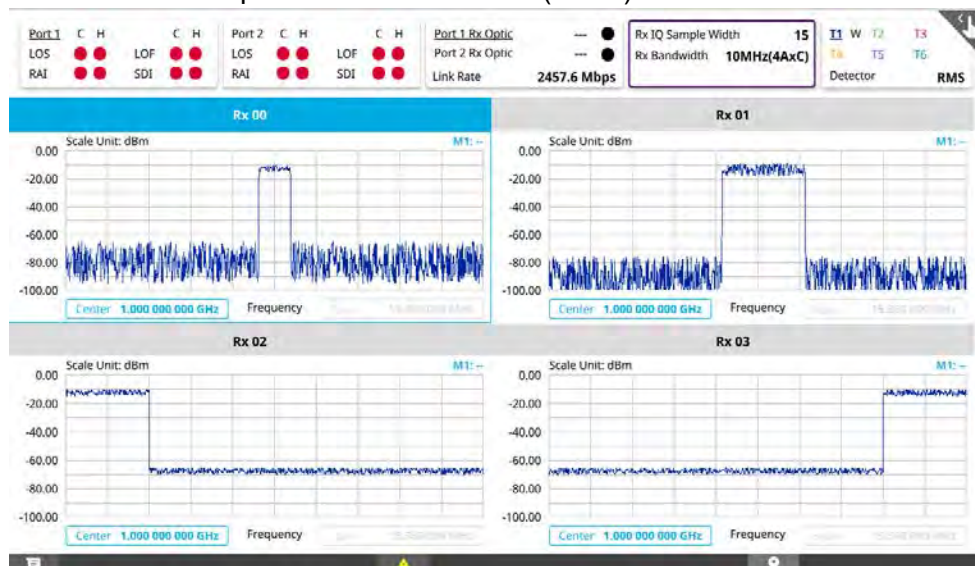 Port 1 C H C H Port 2 C H C H Port 1 Rx Optic --- Rx IQ Sample Width 15 T1 W T2 T3
LOS LOF LOS LOF Port 2 Rx Optic --- Rx Bandwidth 10MHz(4AxC) T4 T5 T6
RAI SDI RAI SDI Link Rate 2457.6 Mbps Detector RMS
Rx 00 Rx 01
Scale Unit: dBm M1: -- Scale Unit: dBm M1: --
0.00 0.00
-20.00 -20.00
-40.00 -40.00
-60.00 -60.00
-80.00 -80.00
-100.00 -100.00
Center 1.000 000 000 GHz Frequency Center 1.000 000 000 GHz Frequency
Rx 02 Rx 03
Scale Unit: dBm M1: -- Scale Unit: dBm M1: --
0.00 0.00
-20.00 -20.00
-40.00 -40.00
-60.00 -60.00
-80.00 -80.00
-100.00 -100.00
Center 1.000 000 000 GHz Frequency Center 1.000 000 000 GHz Frequency